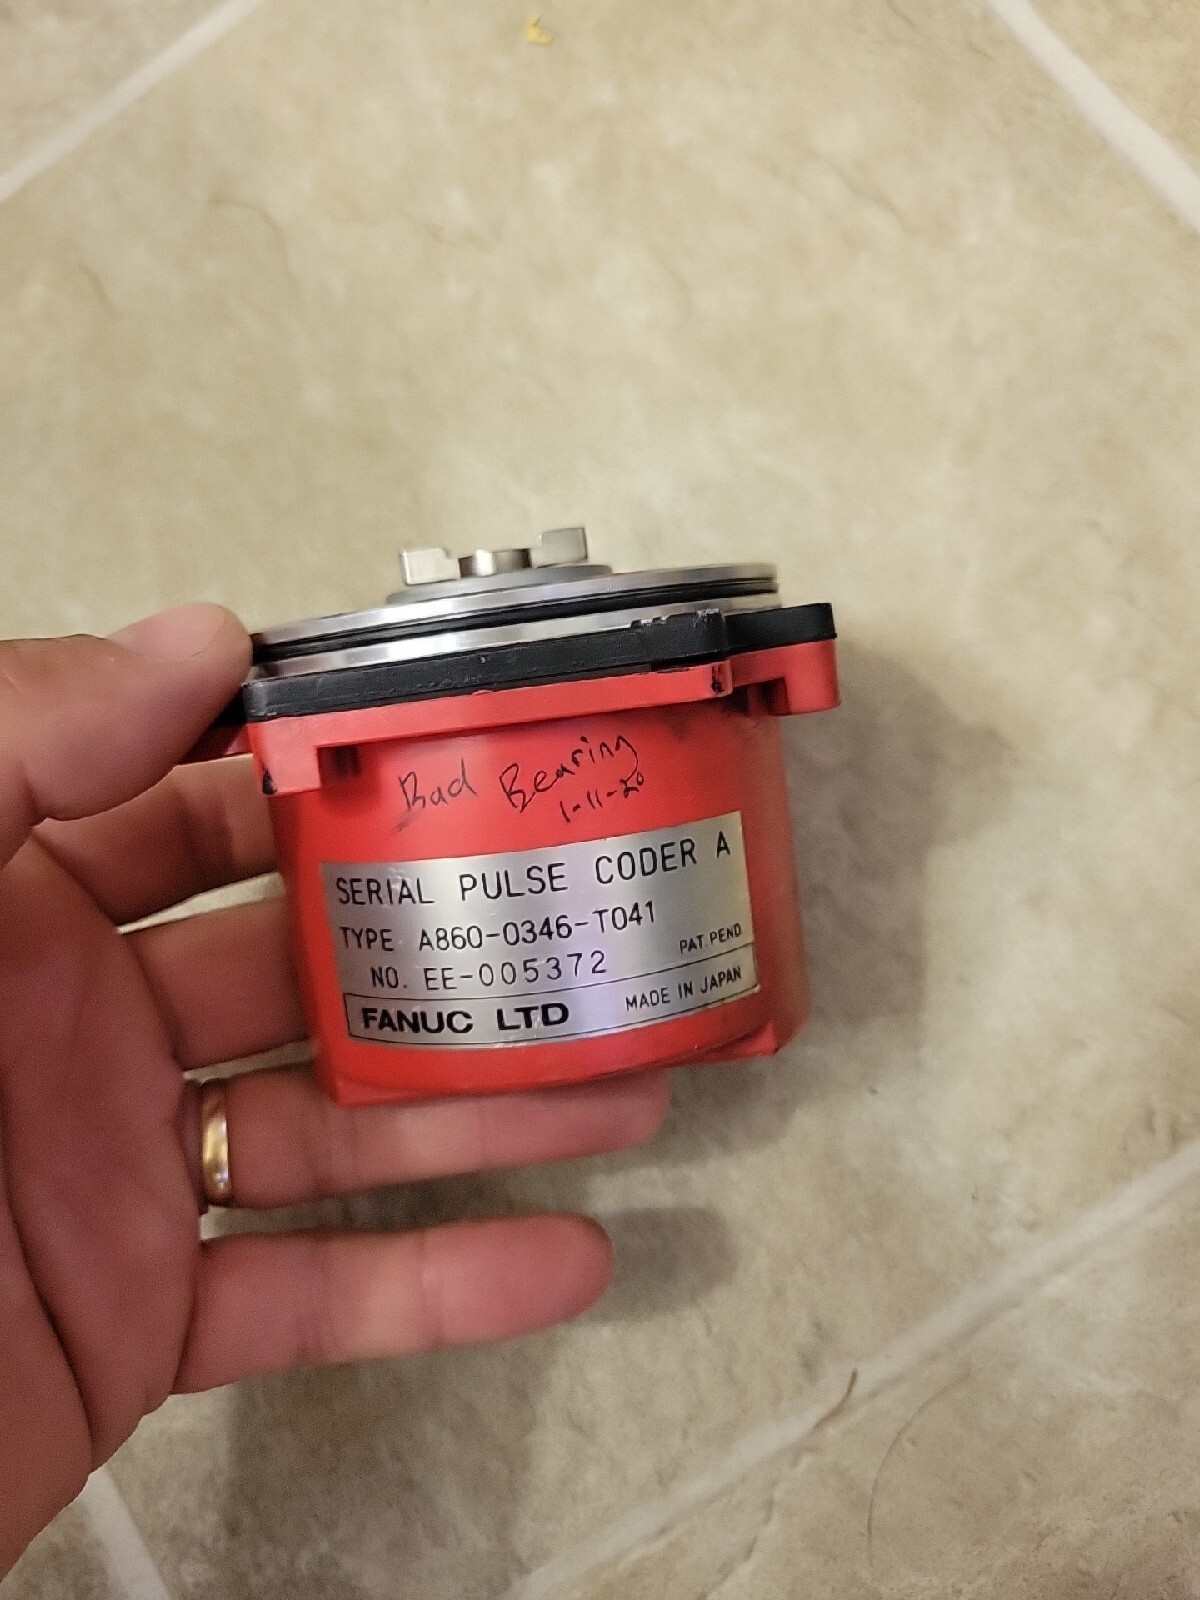 Bad Bearing
1-11-20
SERIAL PULSE CODER A
TYPE A860-0346-T041
NO. EE-005372 PAT. PEND.
FANUC LTD MADE IN JAPAN